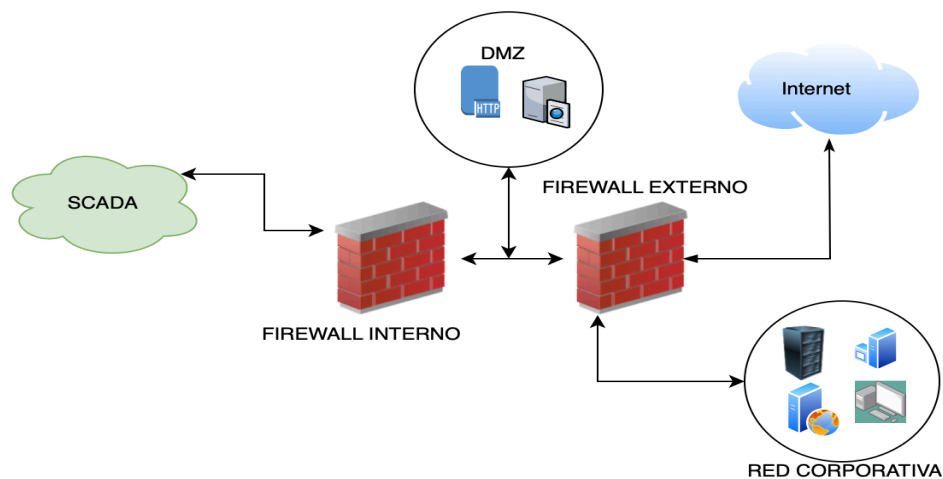 DMZ
HTTP
Internet
FIREWALL EXTERNO
SCADA
FIREWALL INTERNO
RED CORPORATIVA